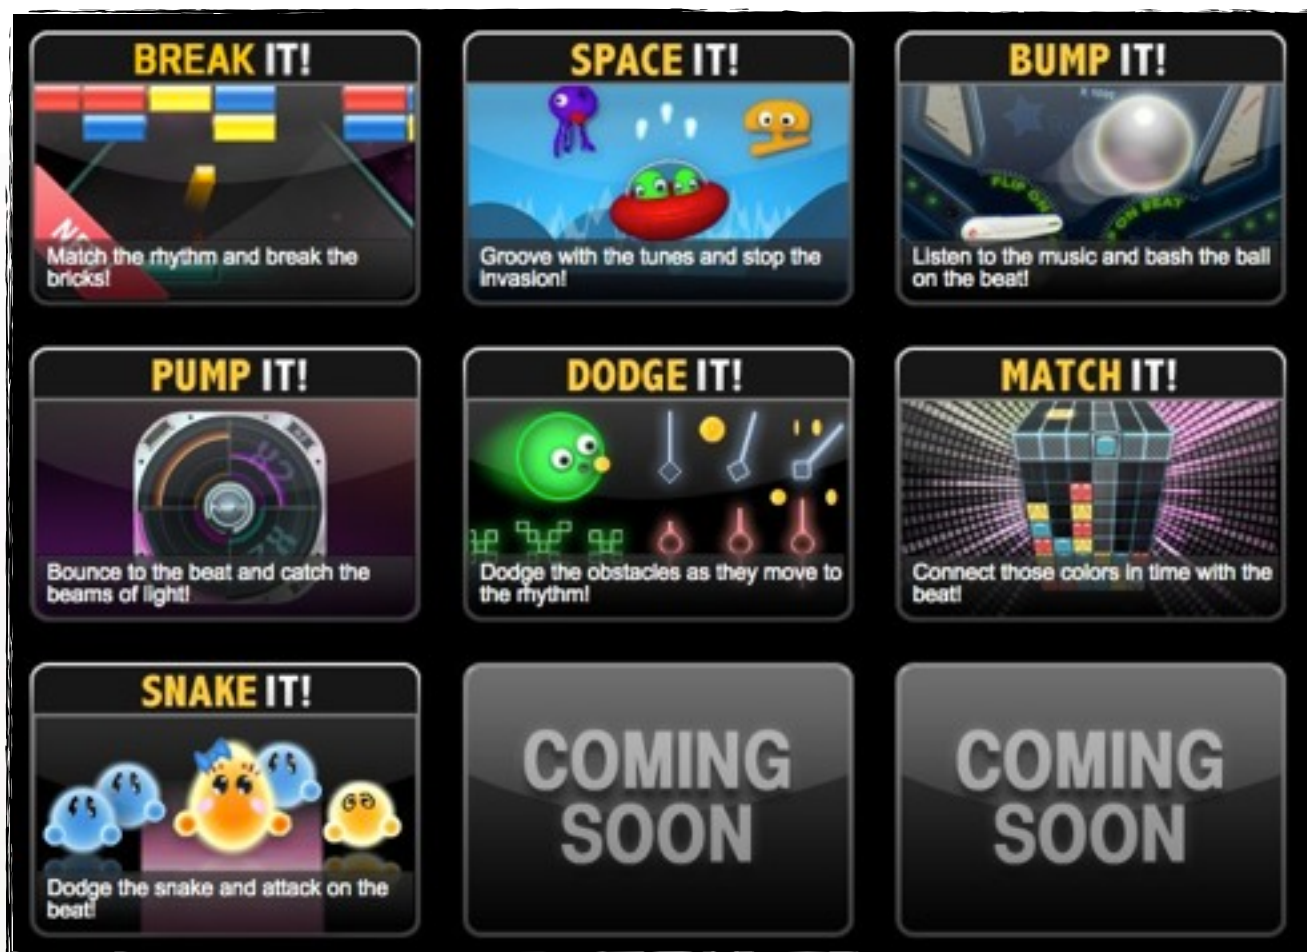 BREAK IT!
Match the rhythm and break the
bricks!
SPACE IT!
Groove with the tunes and stop the
invasion!
BUMP IT!
X 1000
FLIP ON
ON BEAT
Listen to the music and bash the ball
on the beat!
PUMP IT!
Bounce to the beat and catch the
beams of light!
DODGE IT!
Dodge the obstacles as they move to
the rhythm!
MATCH IT!
Connect those colors in time with the
beat!
SNAKE IT!
Dodge the snake and attack on the
beat!
COMING
SOON
COMING
SOON